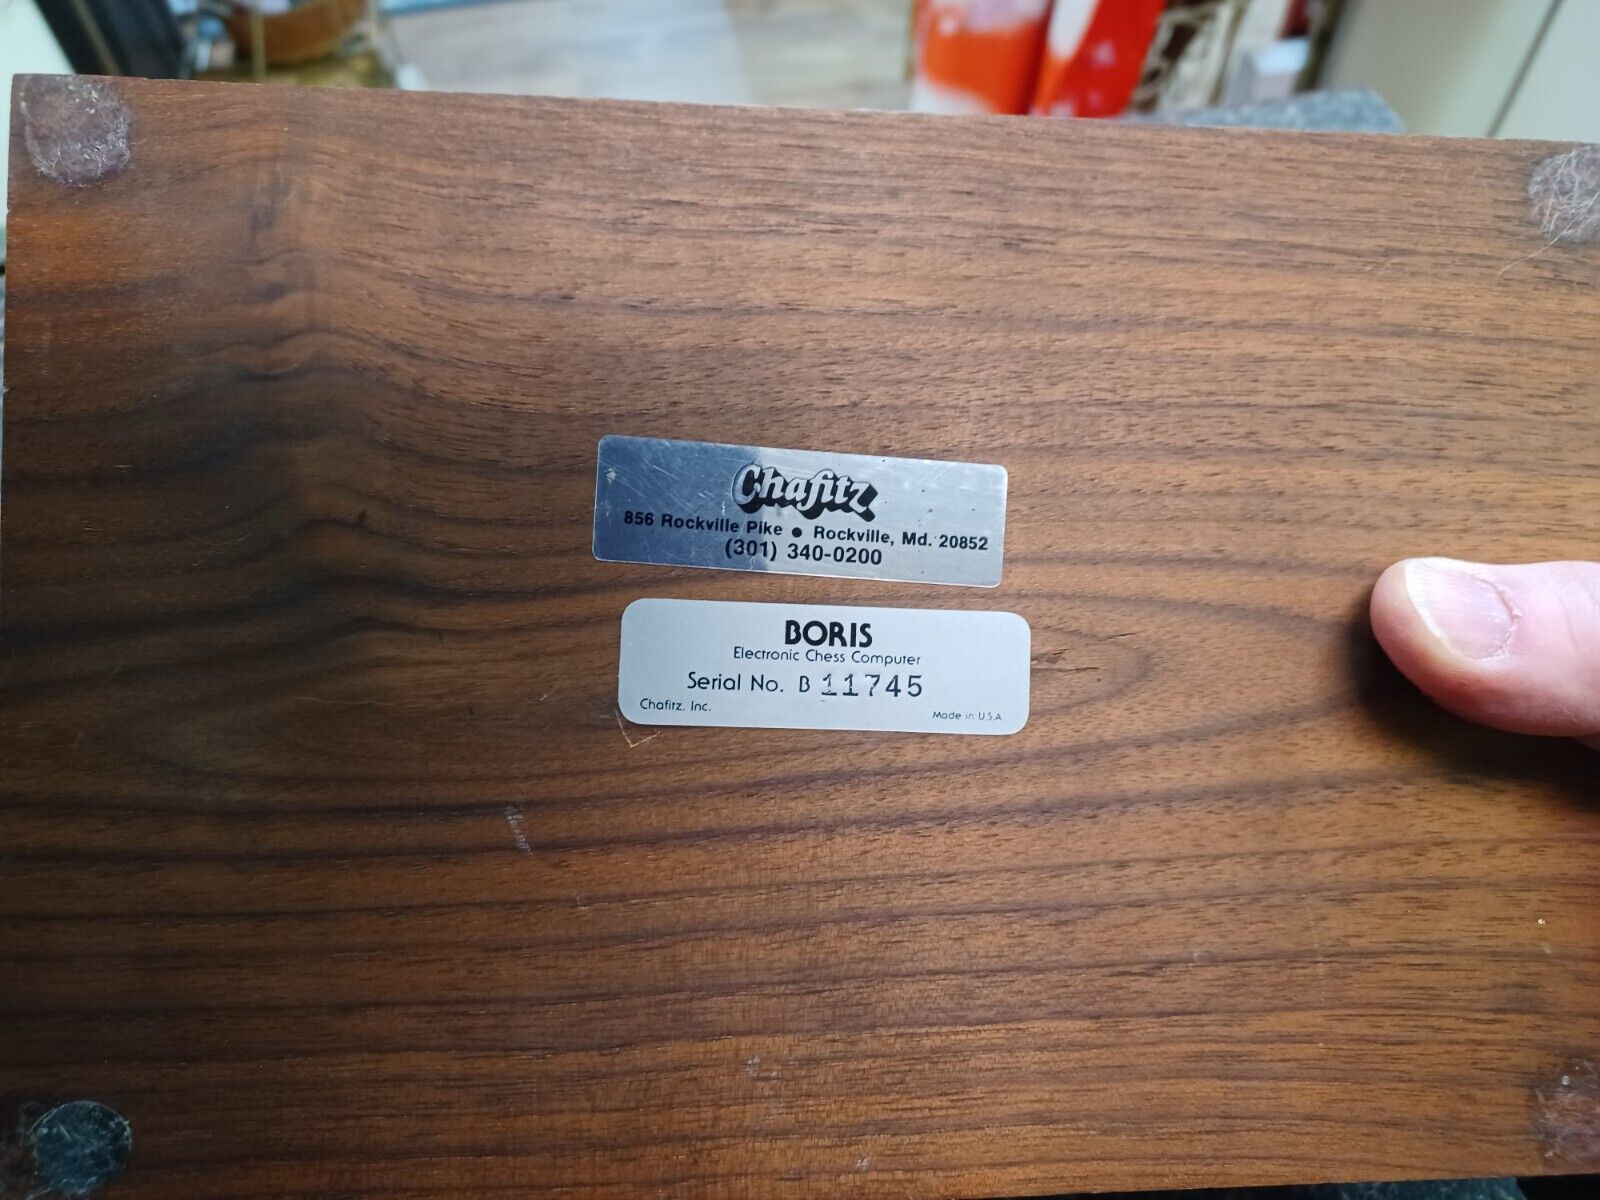 Chafitz
856 Rockville Pike ● Rockville, Md. 20852
(301) 340-0200
BORIS
Electronic Chess Computer
Serial No. B 11745
Chafitz, Inc.
Made in U.S.A.